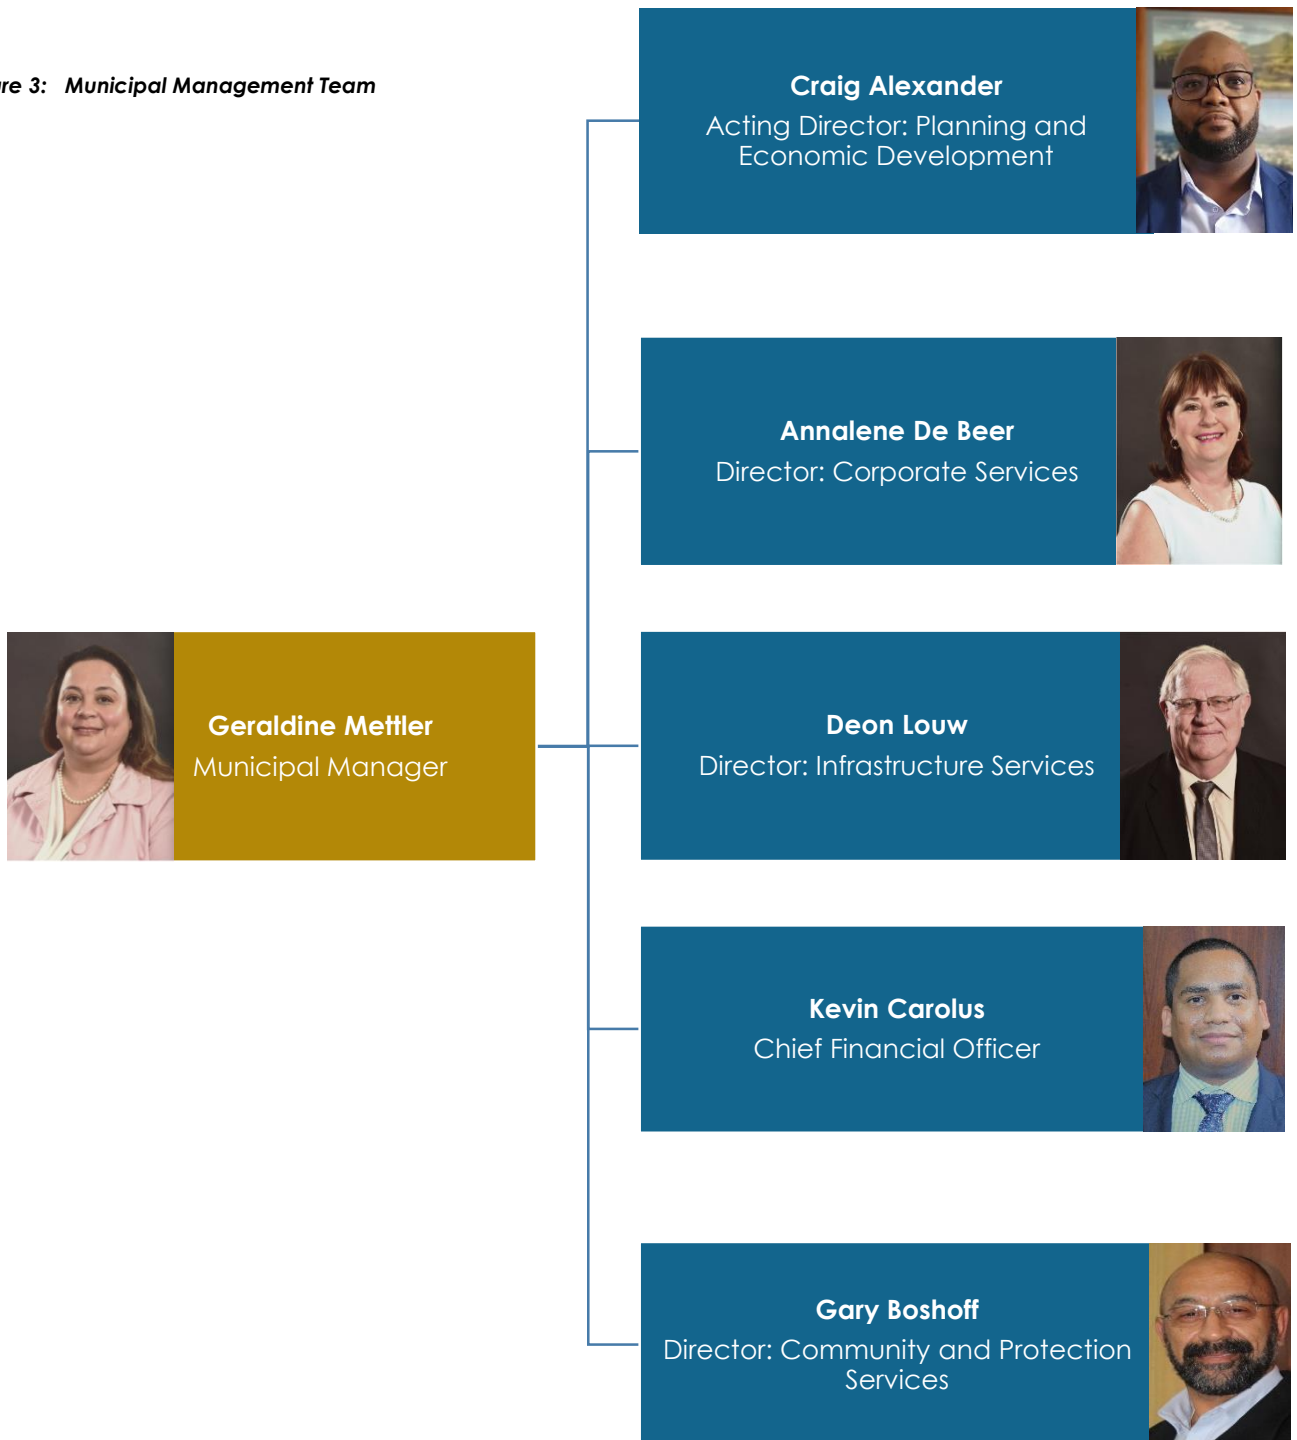 re 3: Municipal Management Team
Craig Alexander
Acting Director: Planning and
Economic Development
Annalene De Beer
Director: Corporate Services
Geraldine Mettler
Municipal Manager
Deon Louw
Director: Infrastructure Services
Kevin Carolus
Chief Financial Officer
Gary Boshoff
Director: Community and Protection
Services